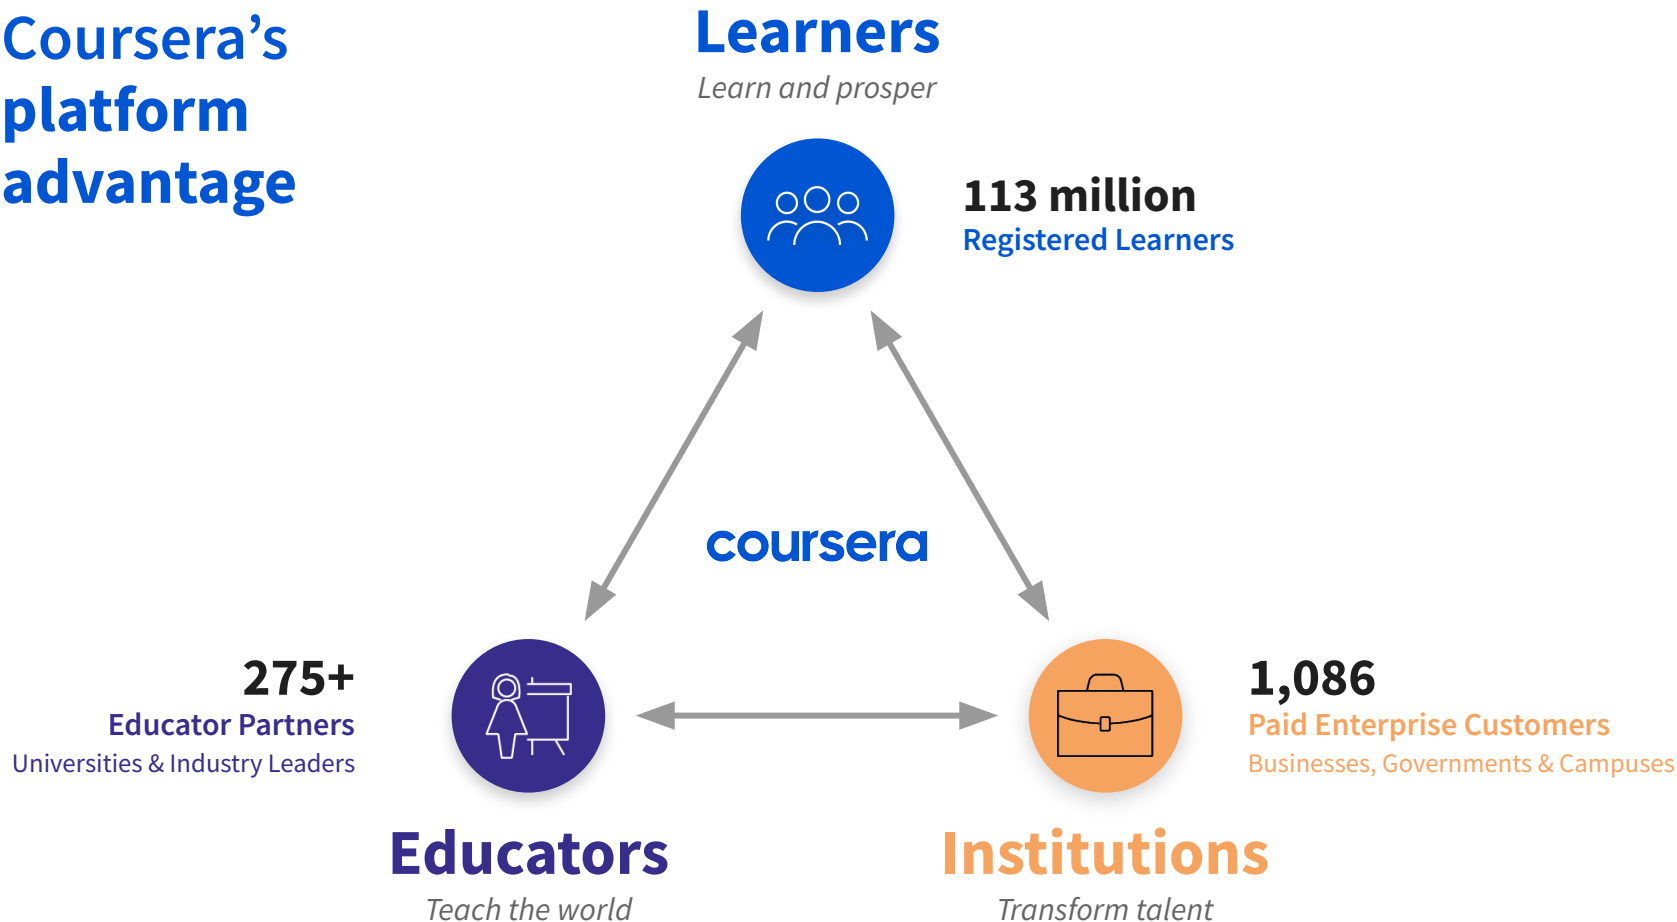 Coursera’s
platform
advantage
Learners
Learn and prosper
113 million
Registered Learners
coursera
275+
Educator Partners
Universities & Industry Leaders
Educators
Teach the world
1,086
Paid Enterprise Customers
Businesses, Governments & Campuses
Institutions
Transform talent